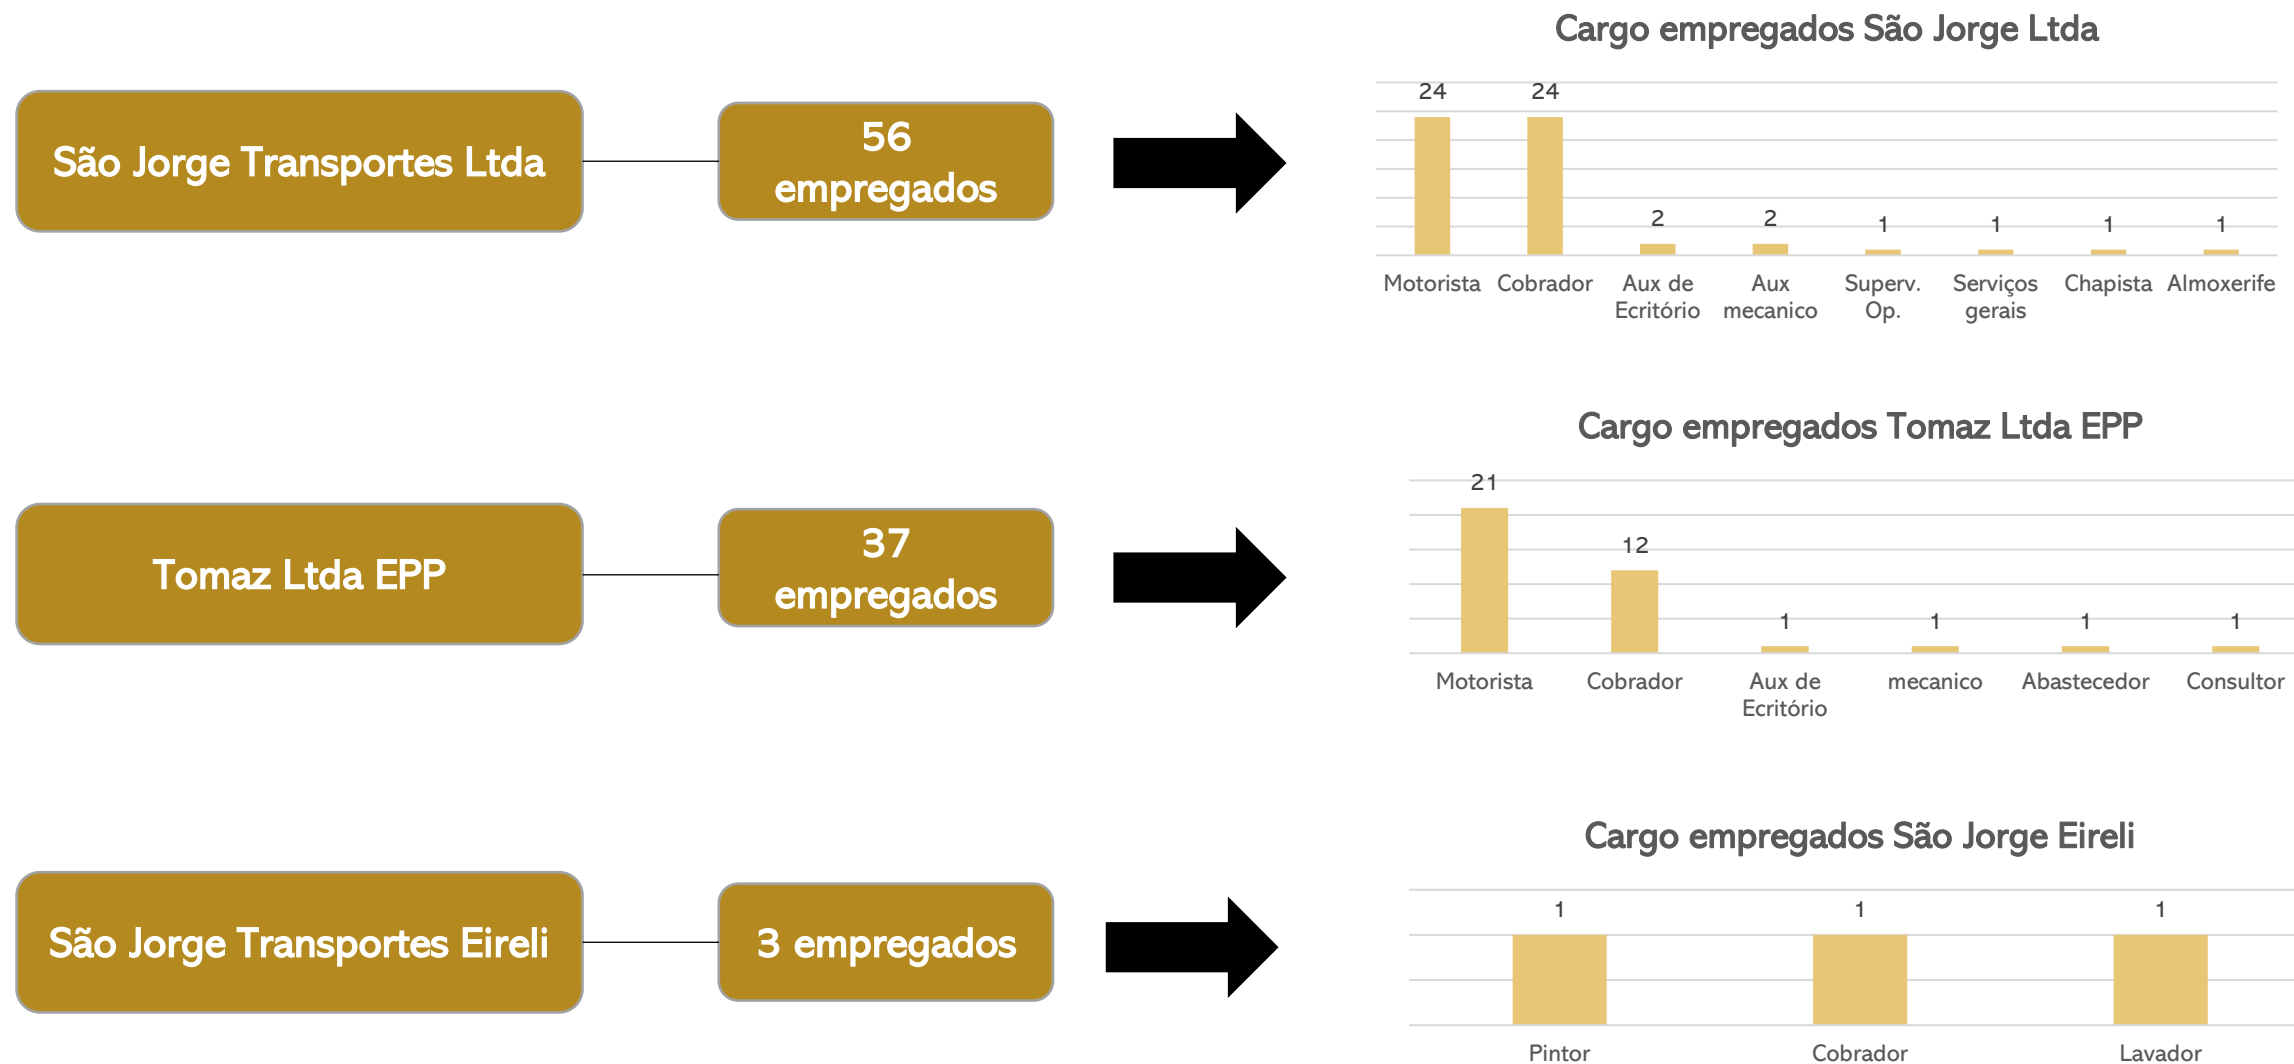 São Jorge Transportes Ltda
56
empregados
Cargo empregados São Jorge Ltda
24 24 2 2 1 1 1 1
Motorista Cobrador Aux de Aux Superv. Serviços Chapista Almoxerife
Ecritório mecanico Op. gerais
Tomaz Ltda EPP
37
empregados
Cargo empregados Tomaz Ltda EPP
21 12 1 1 1 1
Motorista Cobrador Aux de mecanico Abastecedor Consultor
Ecritório
São Jorge Transportes Eireli
3 empregados
Cargo empregados São Jorge Eireli
1 1 1
Pintor Cobrador Lavador